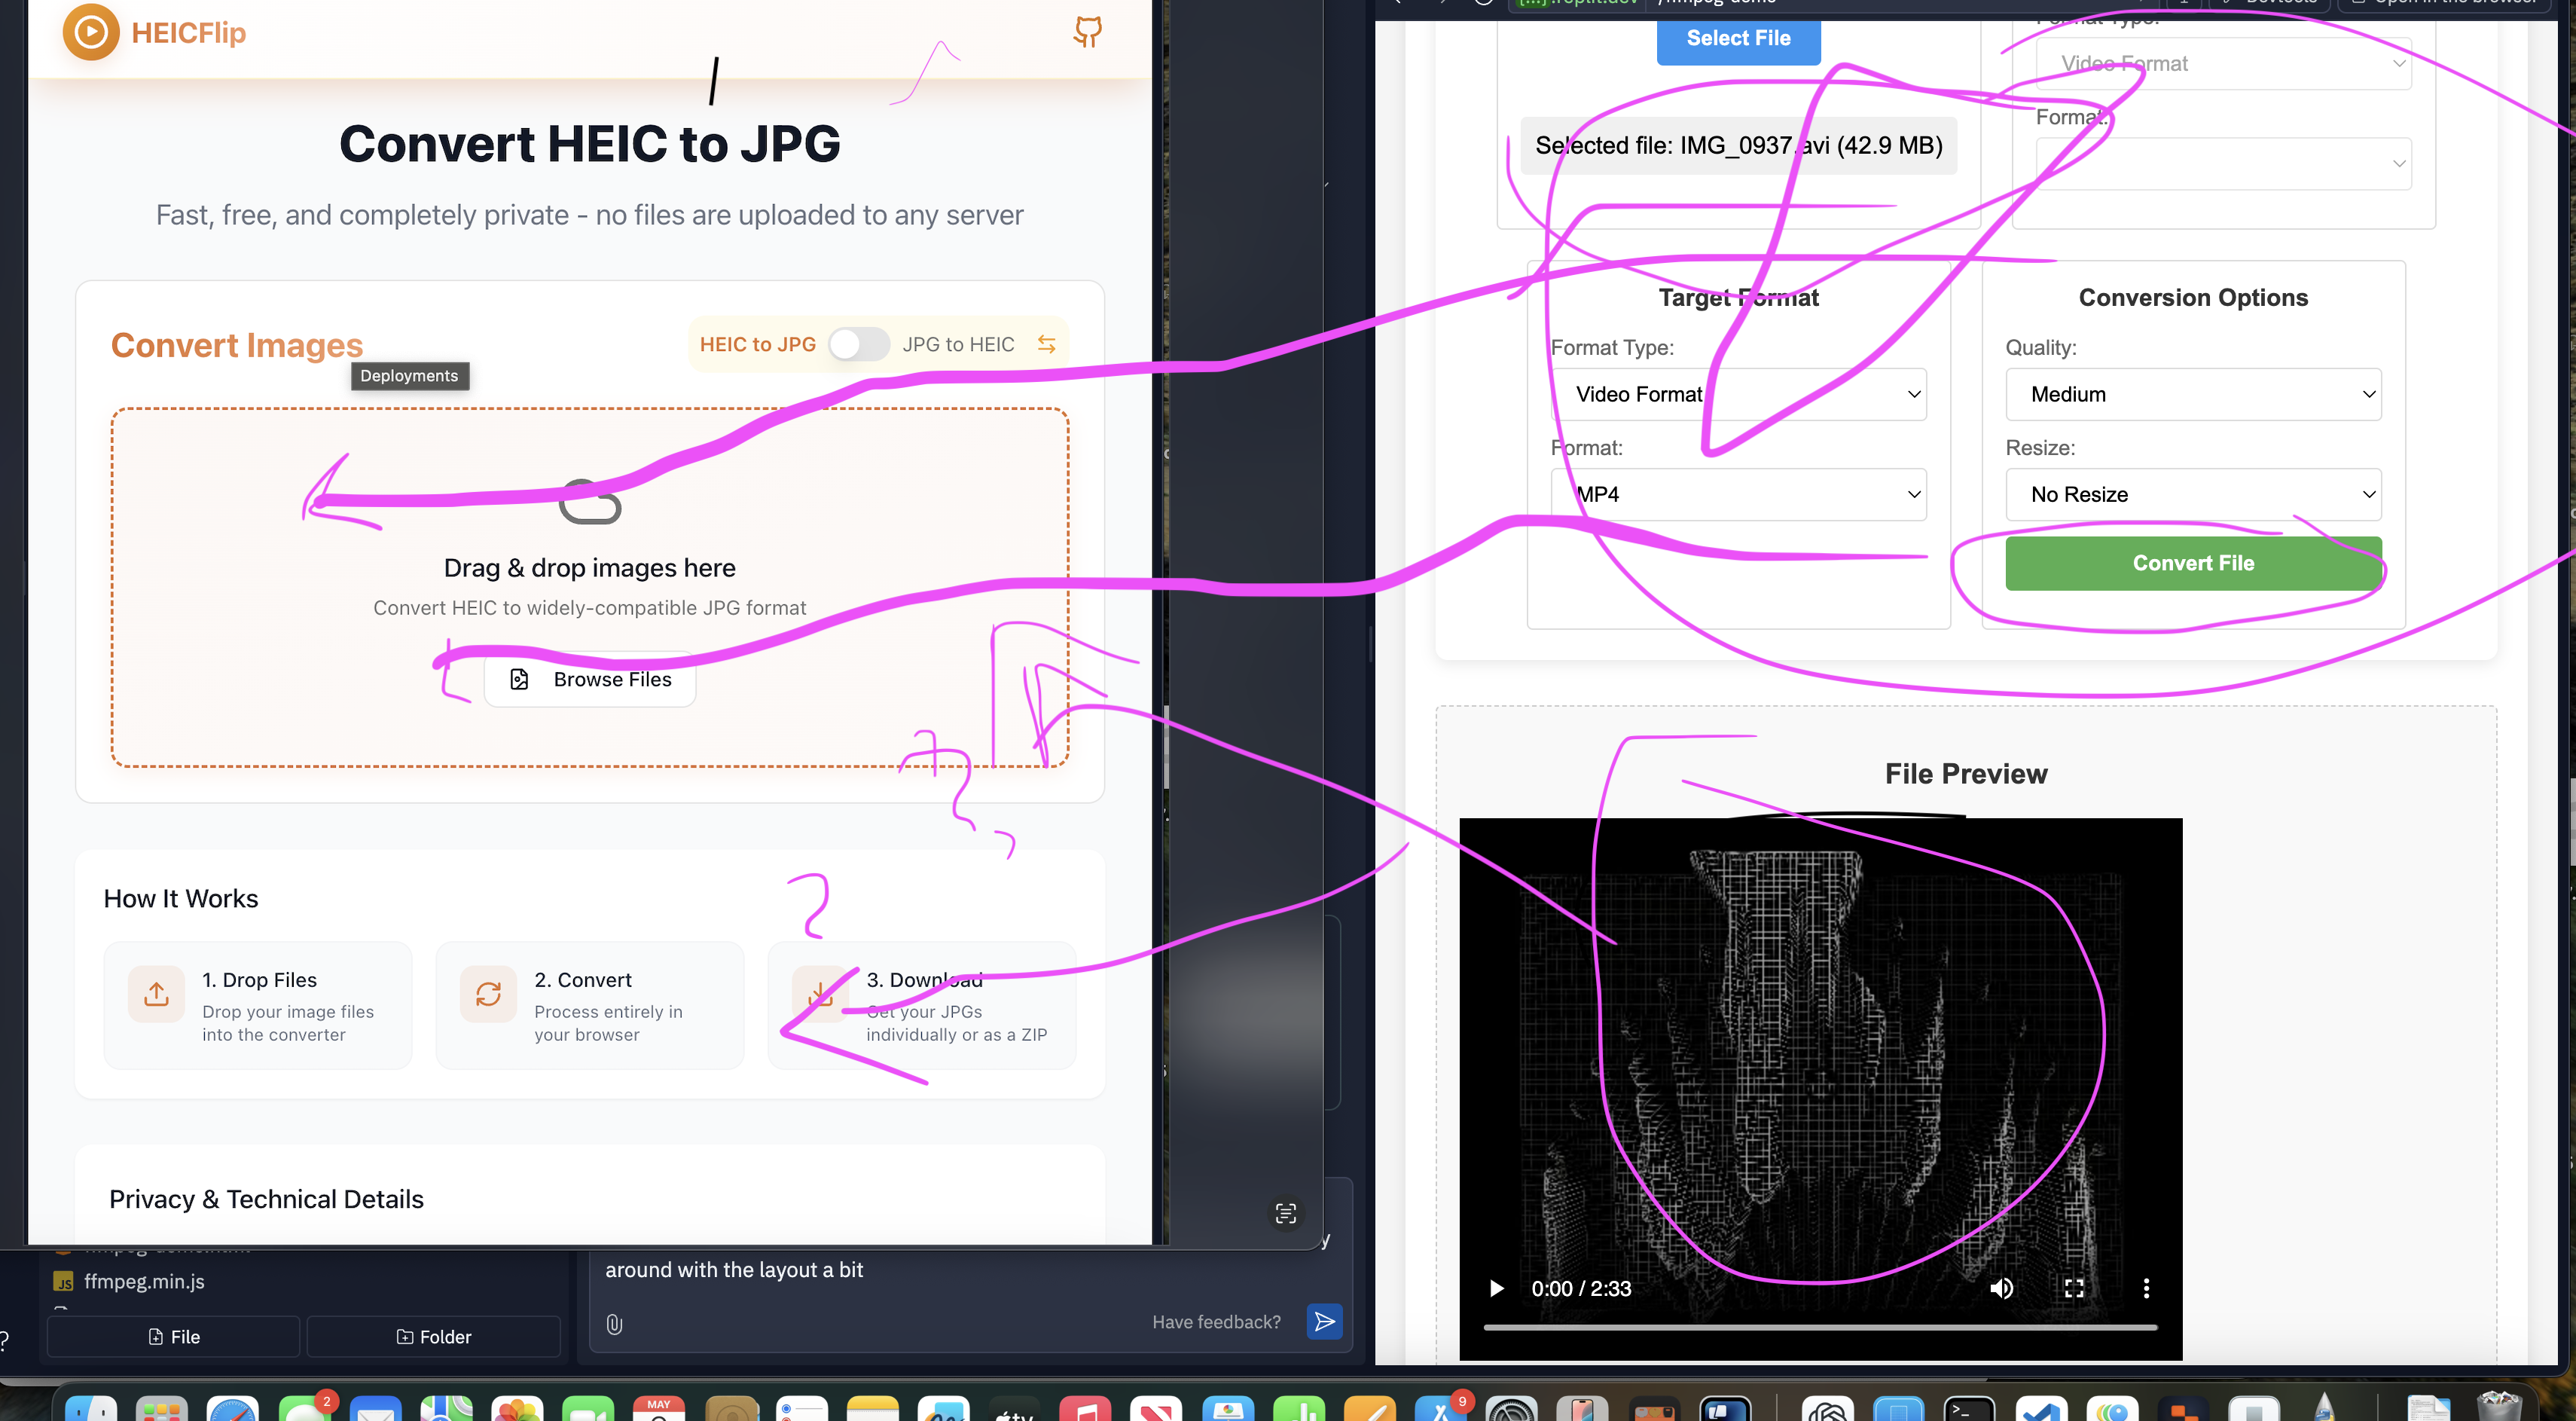 HEICFlip
Convert HEIC to JPG
Fast, free, and completely private - no files are uploaded to any server
Convert Images
HEIC to JPG
JPG to HEIC
Deployments
Drag & drop images here
Convert HEIC to widely-compatible JPG format
Browse Files
How It Works
1. Drop Files
Drop your image files
into the converter
2. Convert
Process entirely in
your browser
3. Download
Get your JPGs
individually or as a ZIP
Privacy & Technical Details
JS ffmpeg.min.js
File
Folder
around with the layout a bit
Have feedback?
Select File
Selected file: IMG_0937.avi (42.9 MB)
Format Type:
Video Format
Format:
Target Format
Format Type:
Video Format
Format:
MP4
Conversion Options
Quality:
Medium
Resize:
No Resize
Convert File
File Preview
0:00 / 2:33
2
MAY
9